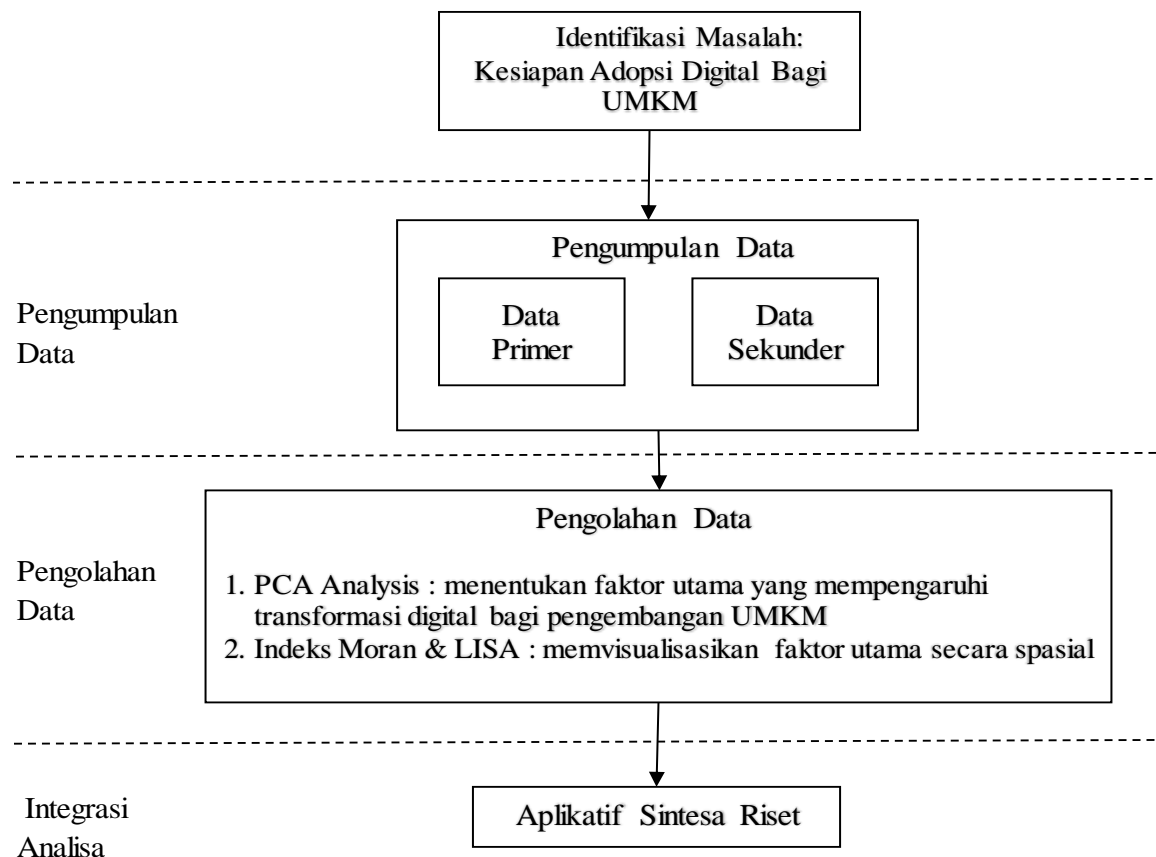 Identifikasi Masalah:
Kesiapan Adopsi Digital Bagi
UMKM
Pengumpulan Data
Pengumpulan
Data
Data
Primer
Data
Sekunder
Pengolahan Data
Pengolahan
Data
1. PCA Analysis : menentukan faktor utama yang mempengaruhi
transformasi digital bagi pengembangan UMKM
2. Indeks Moran & LISA : memvisualisasikan faktor utama secara spasial
Integrasi
Analisa
Aplikatif Sintesa Riset